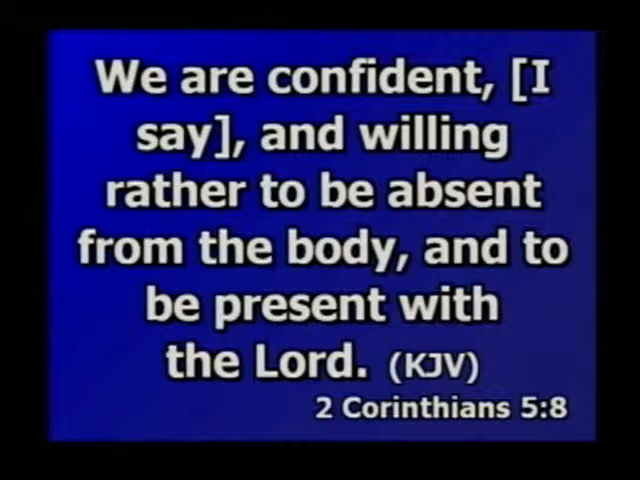 We are confident, [I
say], and willing
rather to be absent
from the body, and to
be present with
the Lord. (KJV)
2 Corinthians 5:8